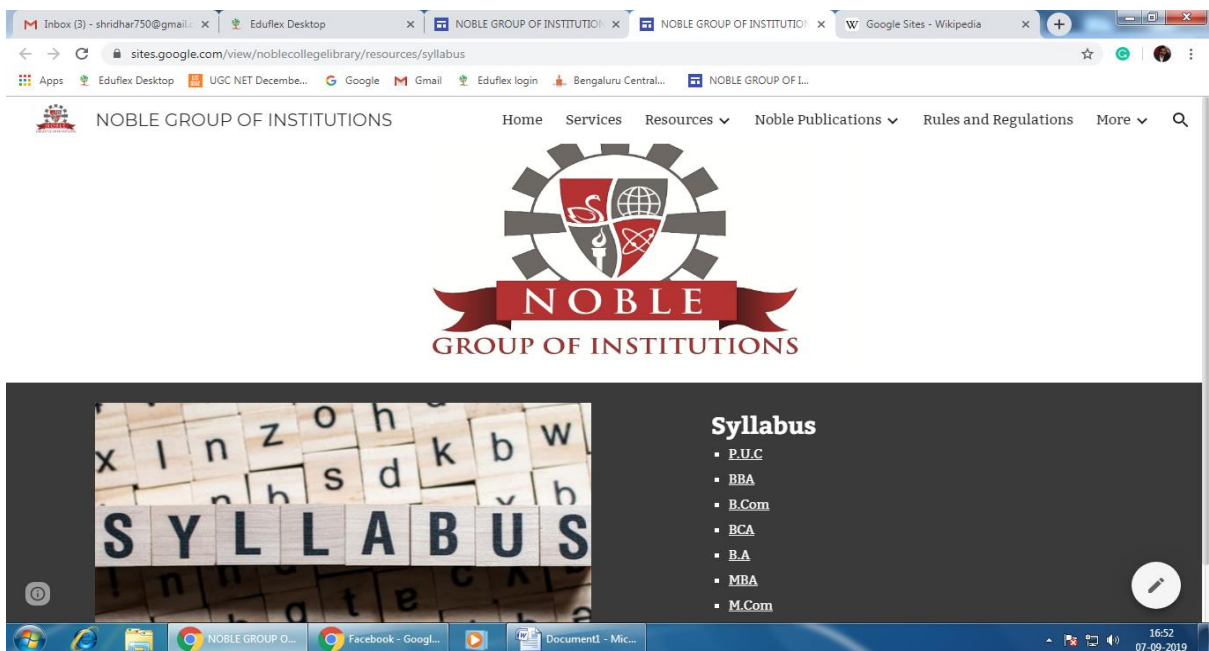 Inbox (3) - shridhar750@gmail.c
Eduflex Desktop
NOBLE GROUP OF INSTITUTION
NOBLE GROUP OF INSTITUTION
Google Sites - Wikipedia
sites.google.com/view/noblecollegelibrary/resources/syllabus
Apps Eduflex Desktop UGC NET Decembe... Google Gmail Eduflex login Bengaluru Central... NOBLE GROUP OF I...
NOBLE GROUP OF INSTITUTIONS Home Services Resources Noble Publications Rules and Regulations More
NOBLE
GROUP OF INSTITUTIONS
x i n z o h k b w
n h s d v b
SYLLABUS
Syllabus
P.U.C
BBA
B.Com
BCA
B.A
MBA
M.Com
NOBLE GROUP O... Facebook - Googl... Document1 - Mic...
16:52
07-09-2019